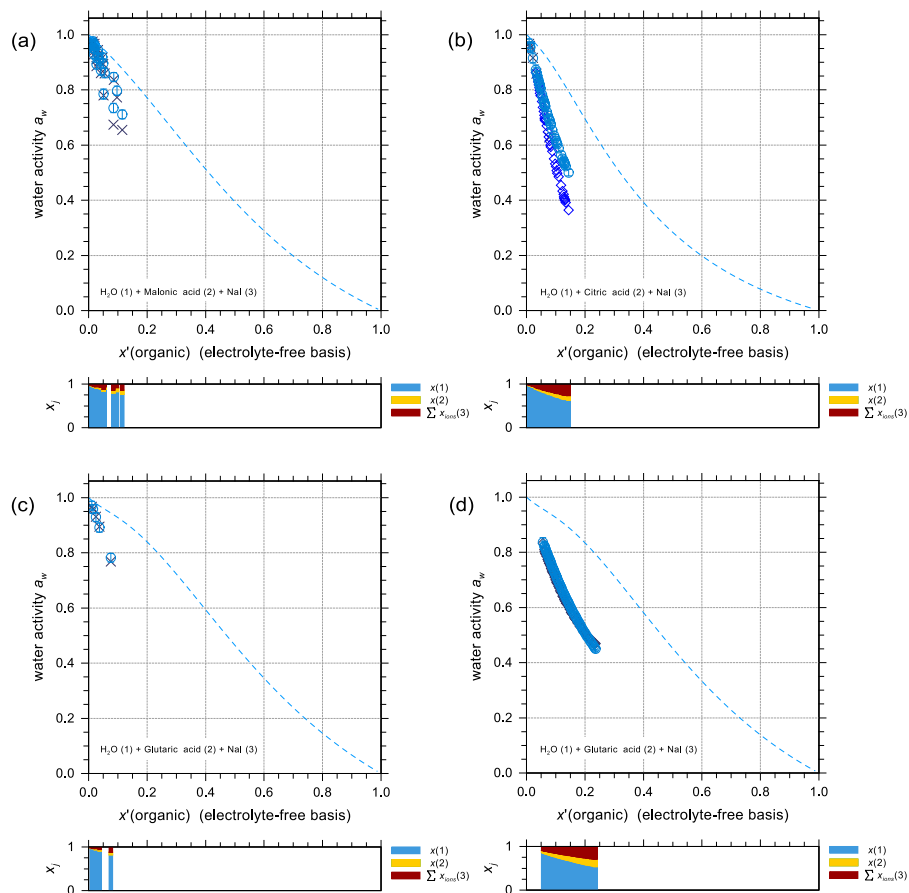 (a)
1.0
0.8
0.6
0.4
0.2
0.0
water activity a_w
H₂O (1) + Malonic acid (2) + NaI (3)
0.0 0.2 0.4 0.6 0.8 1.0
x'(organic) (electrolyte-free basis)
1
0
x_j
x(1)
x(2)
∑ x_ions(3)
(b)
1.0
0.8
0.6
0.4
0.2
0.0
water activity a_w
H₂O (1) + Citric acid (2) + NaI (3)
0.0 0.2 0.4 0.6 0.8 1.0
x'(organic) (electrolyte-free basis)
1
0
x_j
x(1)
x(2)
∑ x_ions(3)
(c)
1.0
0.8
0.6
0.4
0.2
0.0
water activity a_w
H₂O (1) + Glutaric acid (2) + NaI (3)
0.0 0.2 0.4 0.6 0.8 1.0
x'(organic) (electrolyte-free basis)
1
0
x_j
x(1)
x(2)
∑ x_ions(3)
(d)
1.0
0.8
0.6
0.4
0.2
0.0
water activity a_w
H₂O (1) + Glutaric acid (2) + NaI (3)
0.0 0.2 0.4 0.6 0.8 1.0
x'(organic) (electrolyte-free basis)
1
0
x_j
x(1)
x(2)
∑ x_ions(3)